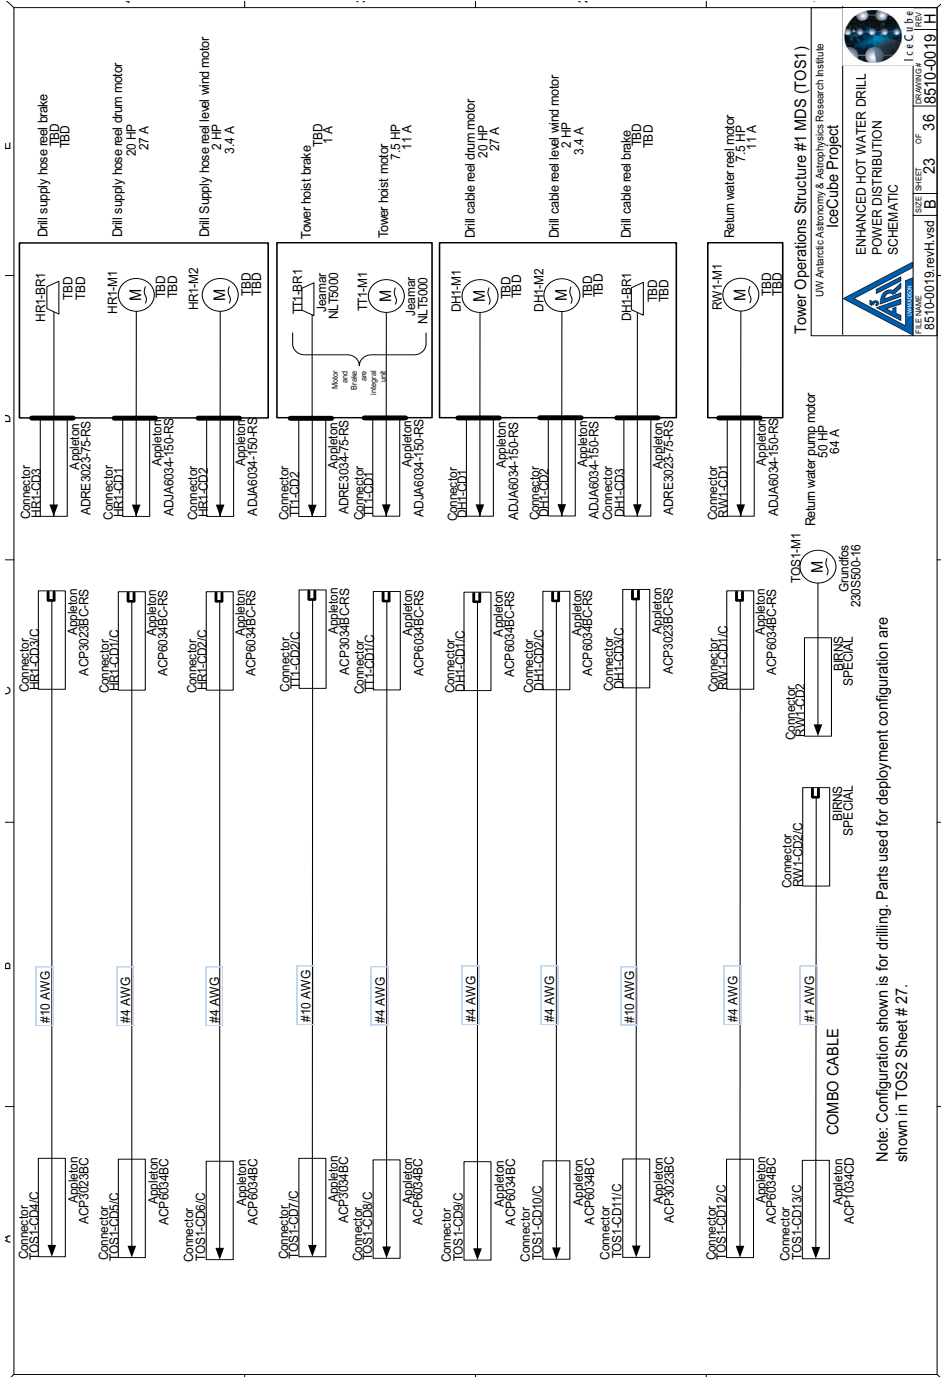 Connector
TOS1-CD4/C
Appleton
ACP3023BC
#10 AWG
Connector
HR1-CD3/C
Appleton
ACP3023BC-RS
Connector
HR1-CD3
Appleton
ADRE3023-75-RS
HR1-BR1
TBD
TBD
Drill supply hose reel brake
TBD
TBD
Connector
TOS1-CD5/C
Appleton
ACP6034BC
#4 AWG
Connector
HR1-CD1/C
Appleton
ACP6034BC-RS
Connector
HR1-CD1
Appleton
ADJA6034-150-RS
HR1-M1
M
TBD
TBD
Drill supply hose reel drum motor
20 HP
27 A
Connector
TOS1-CD6/C
Appleton
ACP6034BC
#4 AWG
Connector
HR1-CD2/C
Appleton
ACP6034BC-RS
Connector
HR1-CD2
Appleton
ADJA6034-150-RS
HR1-M2
M
TBD
TBD
Drill Supply hose reel level wind motor
2 HP
3.4 A
Connector
TOS1-CD7/C
Appleton
ACP3034BC
#10 AWG
Connector
TT1-CD2/C
Appleton
ACP3034BC-RS
Connector
TT1-CD2
Appleton
ADRE3034-75-RS
TT1-BR1
Jeamar
NLT5000
Tower hoist brake
TBD
1 A
Motor
and
Brake
are
integral
unit
Connector
TOS1-CD8/C
Appleton
ACP6034BC
#4 AWG
Connector
TT1-CD1/C
Appleton
ACP6034BC-RS
Connector
TT1-CD1
Appleton
ADJA6034-150-RS
TT1-M1
M
Jeamar
NLT5000
Tower hoist motor
7.5 HP
11 A
Connector
TOS1-CD9/C
Appleton
ACP6034BC
#4 AWG
Connector
DH1-CD1/C
Appleton
ACP6034BC-RS
Connector
DH1-CD1
Appleton
ADJA6034-150-RS
DH1-M1
M
TBD
TBD
Drill cable reel drum motor
20 HP
27 A
Connector
TOS1-CD10/C
Appleton
ACP6034BC
#4 AWG
Connector
DH1-CD2/C
Appleton
ACP6034BC-RS
Connector
DH1-CD2
Appleton
ADJA6034-150-RS
DH1-M2
M
TBD
TBD
Drill cable reel level wind motor
2 HP
3.4 A
Connector
TOS1-CD11/C
Appleton
ACP3023BC
#10 AWG
Connector
DH1-CD3/C
Appleton
ACP3023BC-RS
Connector
DH1-CD3
Appleton
ADRE3023-75-RS
DH1-BR1
TBD
TBD
Drill cable reel brake
TBD
TBD
Connector
TOS1-CD12/C
Appleton
ACP6034BC
#4 AWG
Connector
RW1-CD1/C
Appleton
ACP6034BC-RS
Connector
RW1-CD1
Appleton
ADJA6034-150-RS
RW1-M1
M
TBD
TBD
Return water reel motor
7.5 HP
11 A
Connector
TOS1-CD13/C
Appleton
ACP1034CD
COMBO CABLE
#1 AWG
Connector
RW1-CD2/C
BIRNS
SPECIAL
Connector
RW1-CD2
BIRNS
SPECIAL
TOS1-M1
M
Grundfos
230S500-16
Return water pump motor
50 HP
64 A
Note: Configuration shown is for drilling. Parts used for deployment configuration are
shown in TOS2 Sheet # 27.
Tower Operations Structure #1 MDS (TOS1)
UW Antarctic Astronomy & Astrophysics Research Institute
IceCube Project
ENHANCED HOT WATER DRILL
POWER DISTRIBUTION
SCHEMATIC
IceCube
FILE NAME
8510-0019.revH.vsd
SIZE
B
SHEET
23
OF
36
DRAWING#
8510-0019
REV
H
A
B
C
D
E